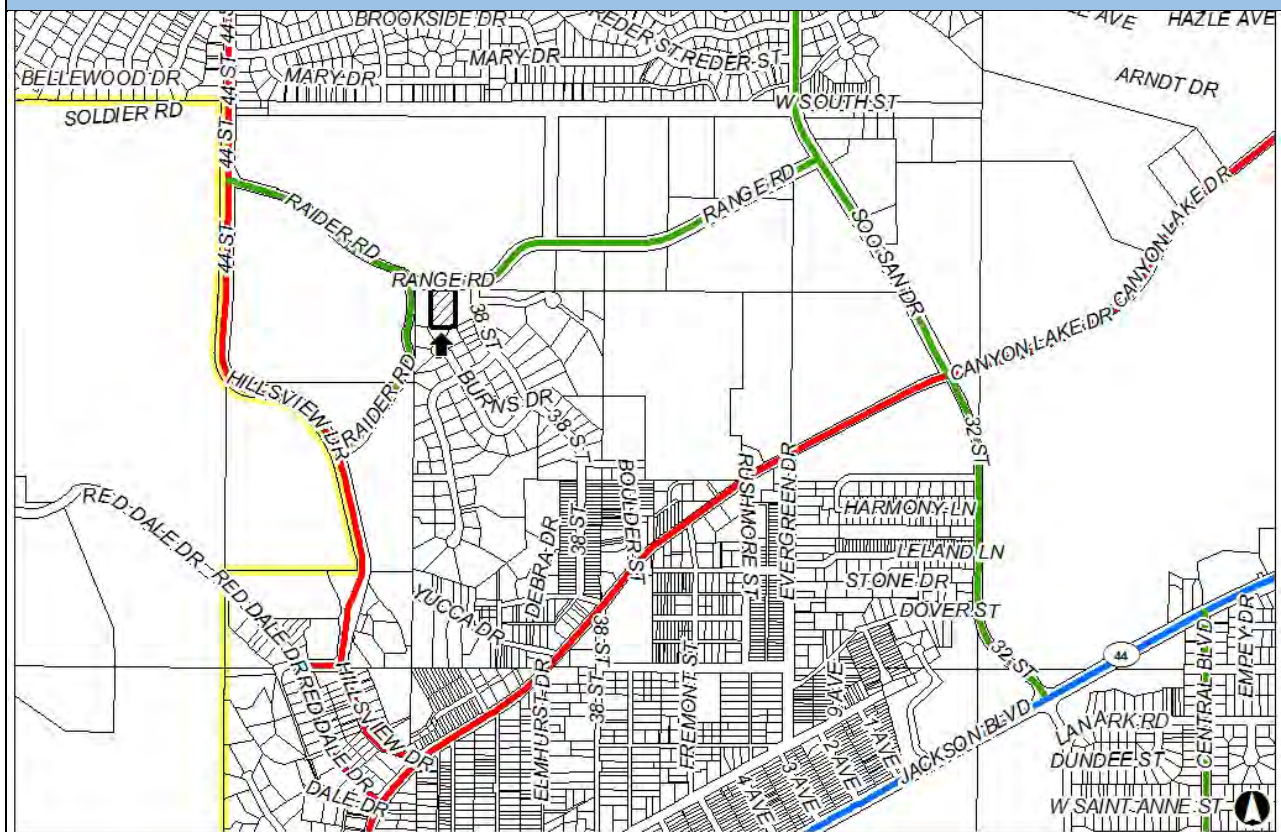 44 ST
44-S
BROOKSIDE DR
REDER ST
REDER ST
AVE
HAZLE AVE
BELLEWOOD DR
MARY DR
MARY DR
ARNDT DR
SOLDIER RD
44 ST
W SOUTH ST
44 ST
RAIDER RD
RANGE RD
SOO SAN DR
CANYON LAKE DR
44 ST
RANGE RD
38 ST
CANYON LAKE DR
HILLSVIEW DR
RAIDER RD
BURNS DR
38 ST
32 ST
BOULDER ST
RUSHMORE ST
EVERGREEN DR
HARMONY LN
RED DALE DR
DEBRA DR
38 ST
LELAND LN
STONE DR
RED DALE DR
YUCCA DR
DOVER ST
38 ST
32 ST
44
CENTRAL BLVD
EMPEY DR
HILLSVIEW DR
RED DALE DR
ELMHURST DR
38 ST
FREMONT ST
9 AVE
1 AVE
2 AVE
3 AVE
4 AVE
JACKSON BLVD
LANARK RD
DUNDEE ST
DALE DR
W SAINT ANNE ST